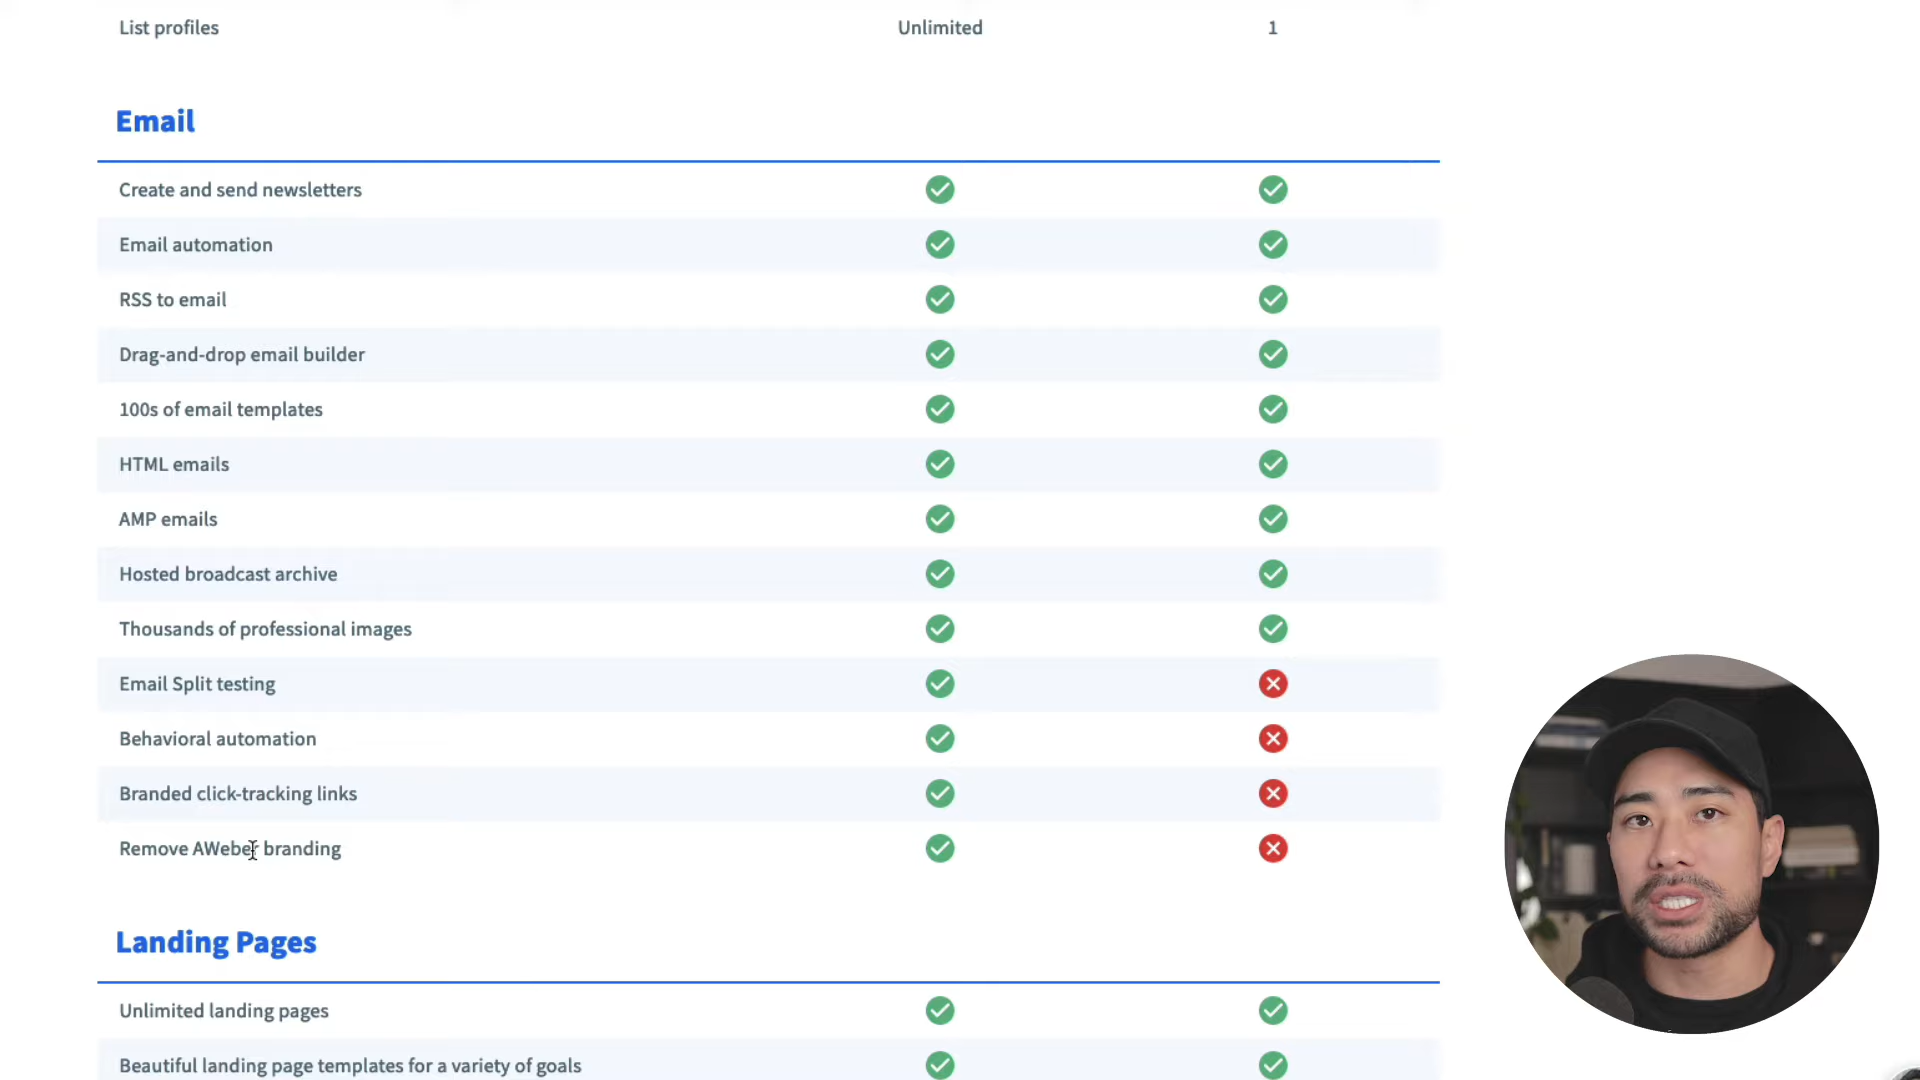 List profiles Unlimited 1
Email
Create and send newsletters
Email automation
RSS to email
Drag-and-drop email builder
100s of email templates
HTML emails
AMP emails
Hosted broadcast archive
Thousands of professional images
Email Split testing
Behavioral automation
Branded click-tracking links
Remove AWeber branding
Landing Pages
Unlimited landing pages
Beautiful landing page templates for a variety of goals